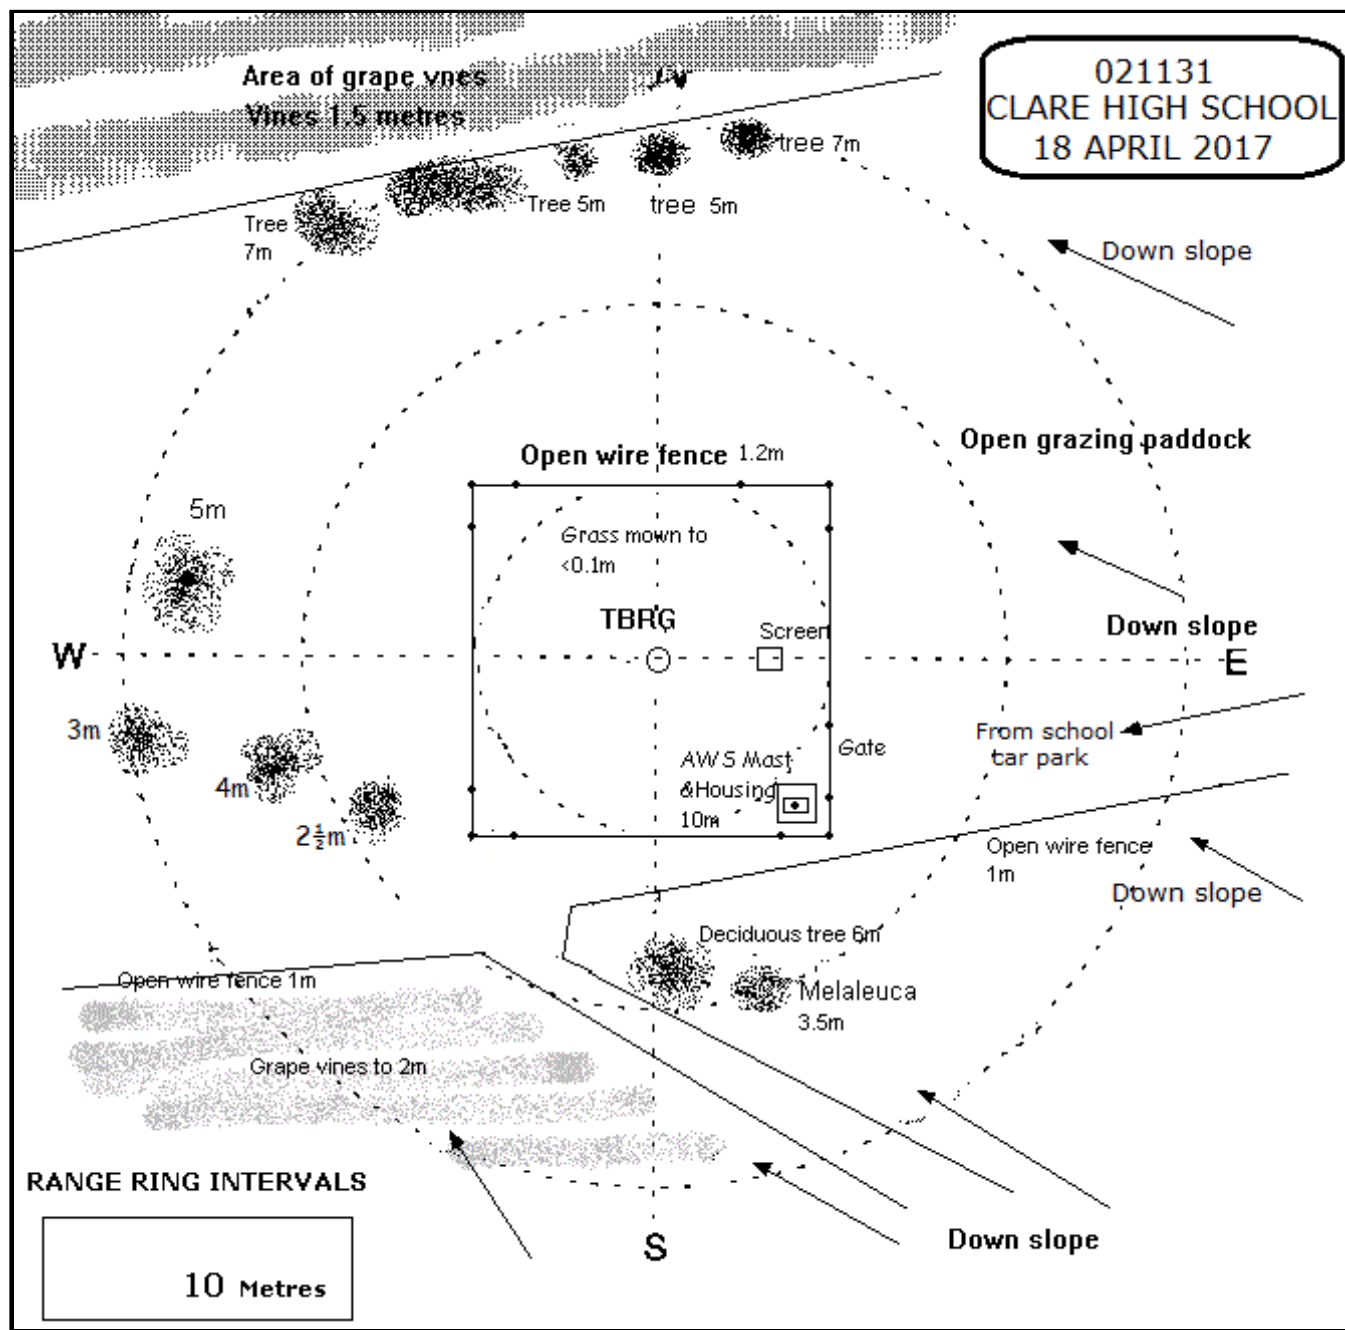 021131
CLARE HIGH SCHOOL
18 APRIL 2017
Area of grape vnes
Vines 1.5 metres
N
tree 7m
Tree 5m
tree 5m
Tree
7m
Down slope
Open grazing paddock
Open wire fence 1.2m
5m
Grass mown to
<0.1m
TBRG
Screen
Down slope
W
E
3m
4m
2½m
From school
car park
Gate
AWS Mast
&Housing
10m
Open wire fence
1m
Down slope
Deciduous tree 6m
Melaleuca
3.5m
Open wire fence 1m
Grape vines to 2m
RANGE RING INTERVALS
10 Metres
S
Down slope